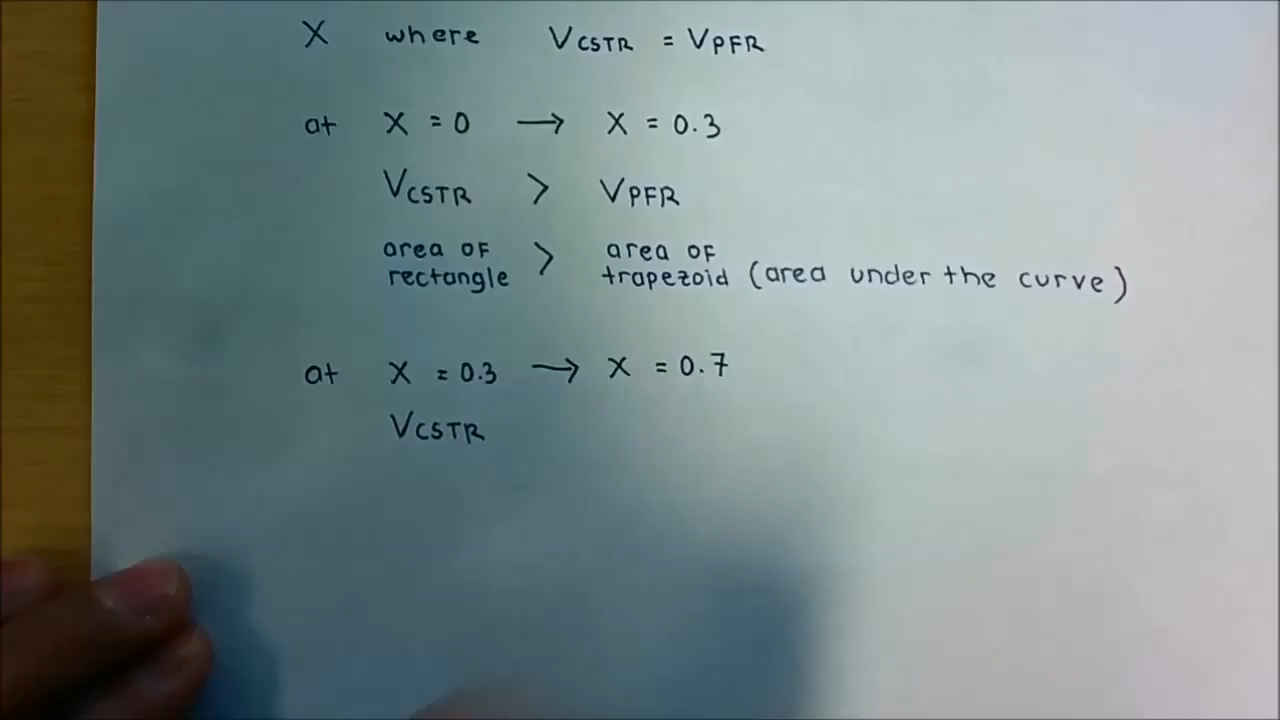 X where VCSTR = VPFR
at X = 0 → X = 0.3
VCSTR > VPFR
area of rectangle > area of trapezoid (area under the curve)
at X = 0.3 → X = 0.7
VCSTR